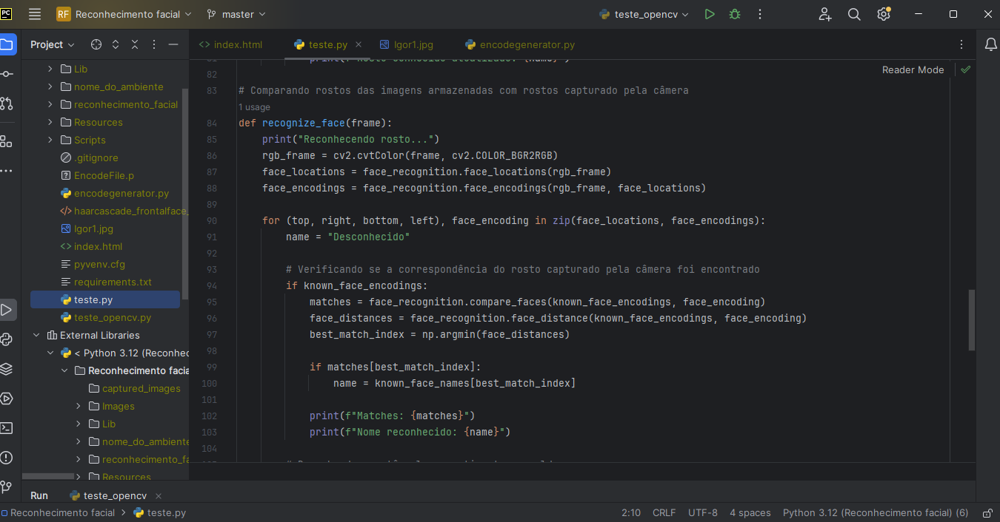 PC
RF Reconhecimento facial
master
teste_opencv
Project
index.html
teste.py
Igor1.jpg
encodegenerator.py
Lib
nome_do_ambiente
reconhecimento_facial
Resources
Scripts
.gitignore
EncodeFile.p
encodegenerator.py
haarcascade_frontalface_
Igor1.jpg
index.html
pyvenv.cfg
requirements.txt
teste.py
teste_opencv.py
External Libraries
< Python 3.12 (Reconhec
Reconhecimento facia
captured_images
Images
Lib
nome_do_ambiente
reconhecimento_fa
Resources
Reader Mode
82
83 # Comparando rostos das imagens armazenadas com rostos capturado pela câmera
1 usage
84 def recognize_face(frame):
85 print("Reconhecendo rosto...")
86 rgb_frame = cv2.cvtColor(frame, cv2.COLOR_BGR2RGB)
87 face_locations = face_recognition.face_locations(rgb_frame)
88 face_encodings = face_recognition.face_encodings(rgb_frame, face_locations)
89
90 for (top, right, bottom, left), face_encoding in zip(face_locations, face_encodings):
91 name = "Desconhecido"
92
93 # Verificando se a correspondência do rosto capturado pela câmera foi encontrado
94 if known_face_encodings:
95 matches = face_recognition.compare_faces(known_face_encodings, face_encoding)
96 face_distances = face_recognition.face_distance(known_face_encodings, face_encoding)
97 best_match_index = np.argmin(face_distances)
98
99 if matches[best_match_index]:
100 name = known_face_names[best_match_index]
101
102 print(f"Matches: {matches}")
103 print(f"Nome reconhecido: {name}")
104
Run
teste_opencv
Reconhecimento facial > teste.py
2:10 CRLF UTF-8 4 spaces Python 3.12 (Reconhecimento facial) (6)